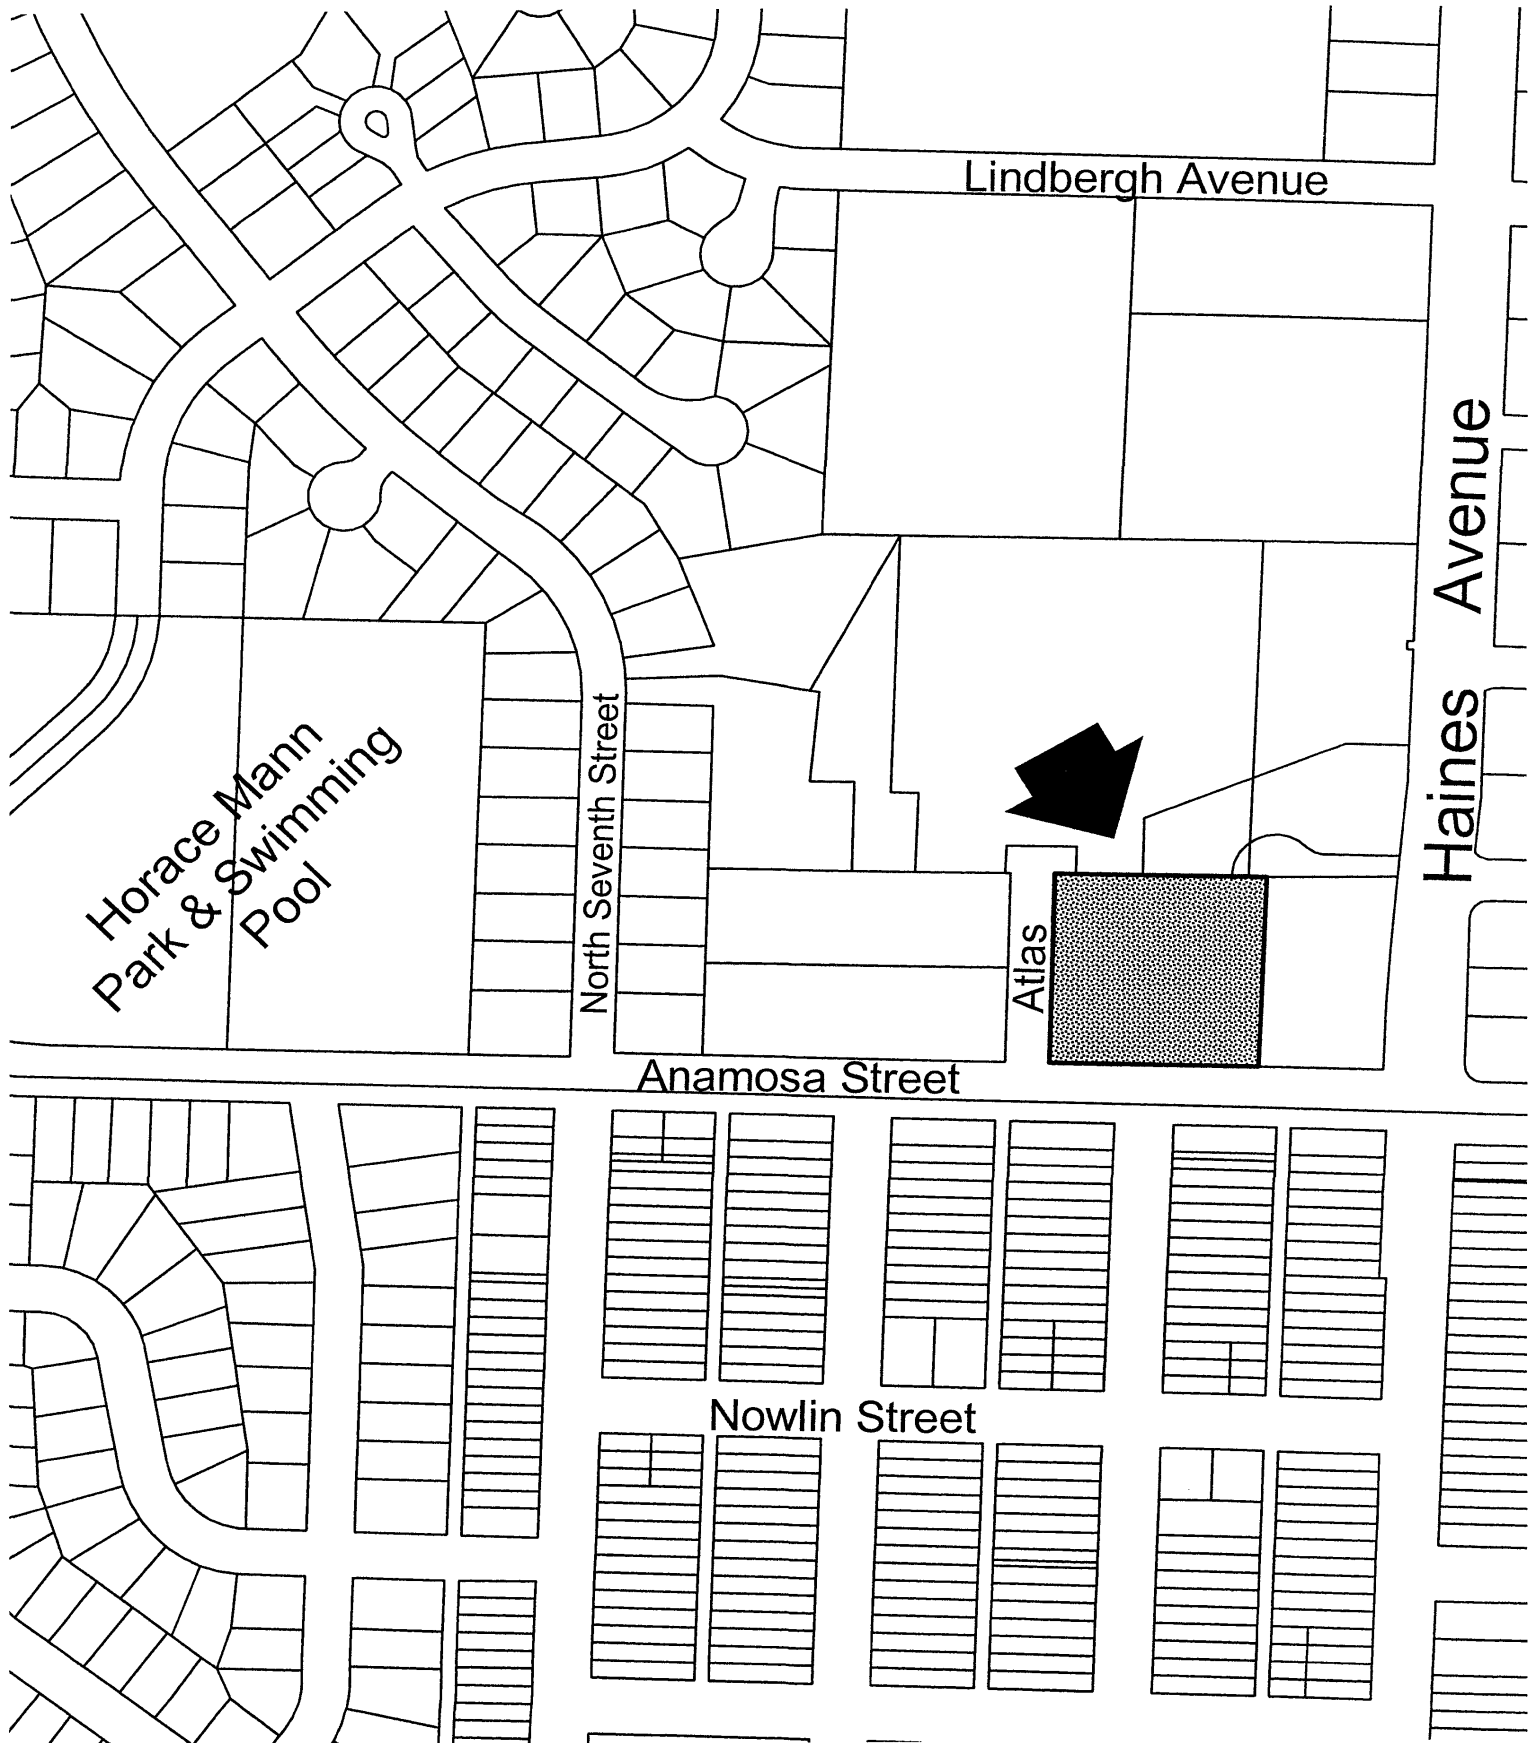 Lindbergh Avenue
Haines Avenue
North Seventh Street
Horace Mann
Park & Swimming
Pool
Atlas
Anamosa Street
Nowlin Street